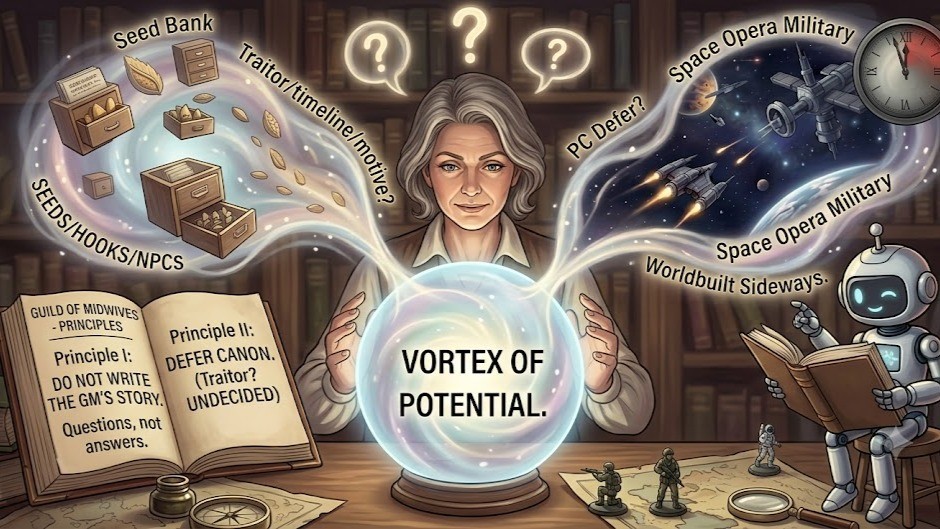 Seed Bank
Traitor/timeline/motive?
SEEDS/HOOKS/NPCS
?
?
?
PC Defer?
Space Opera Military
Space Opera Military
Worldbuilt Sideways.
XII
GUILD OF MIDWIVES
- PRINCIPLES
Principle I:
DO NOT WRITE
THE GM'S STORY.
Questions, not
answers.
Principle II:
DEFER CANON.
(Traitor?
UNDECIDED)
VORTEX OF
POTENTIAL.